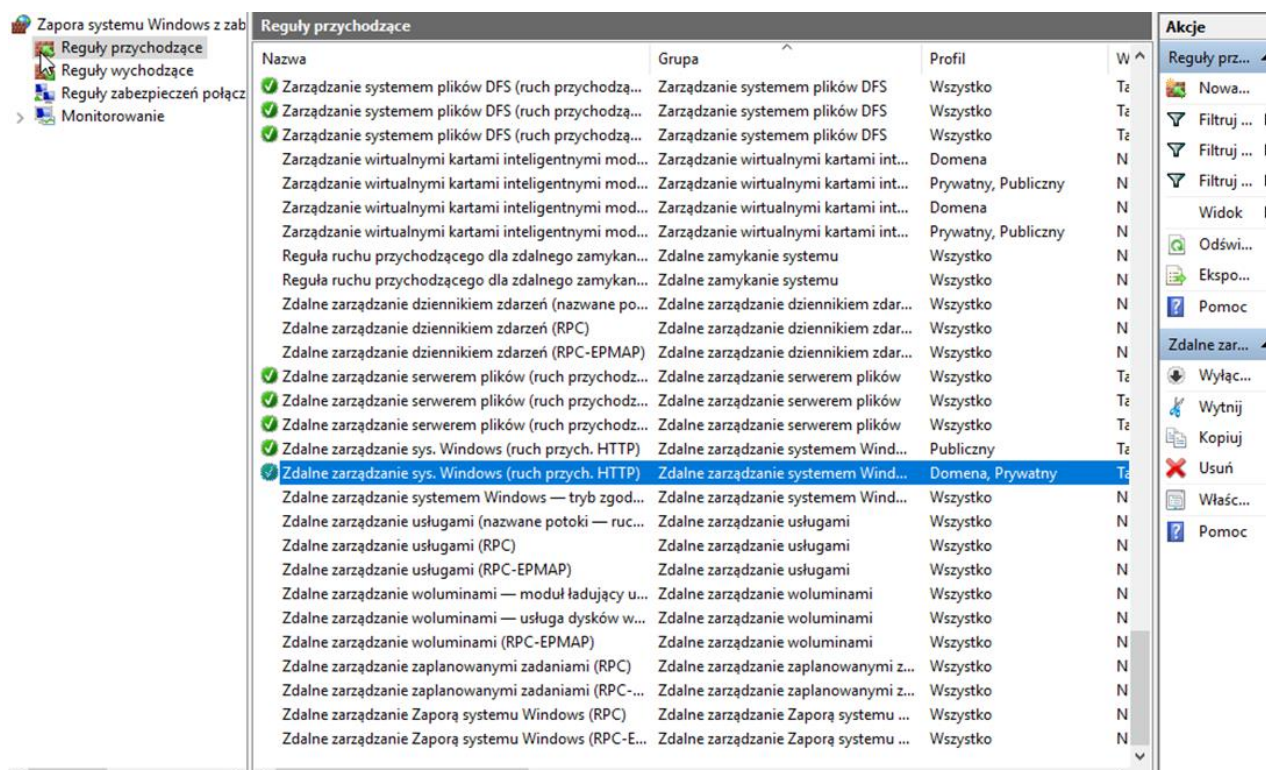 Zapora systemu Windows z zab
Reguły przychodzące
Reguły wychodzące
Reguły zabezpieczeń połącz
Monitorowanie
Reguły przychodzące
Nazwa Grupa Profil W
Zarządzanie systemem plików DFS (ruch przychodzą... Zarządzanie systemem plików DFS Wszystko Ta
Zarządzanie systemem plików DFS (ruch przychodzą... Zarządzanie systemem plików DFS Wszystko Ta
Zarządzanie systemem plików DFS (ruch przychodzą... Zarządzanie systemem plików DFS Wszystko Ta
Zarządzanie wirtualnymi kartami inteligentnymi mod... Zarządzanie wirtualnymi kartami int... Domena N
Zarządzanie wirtualnymi kartami inteligentnymi mod... Zarządzanie wirtualnymi kartami int... Prywatny, Publiczny N
Zarządzanie wirtualnymi kartami inteligentnymi mod... Zarządzanie wirtualnymi kartami int... Domena N
Zarządzanie wirtualnymi kartami inteligentnymi mod... Zarządzanie wirtualnymi kartami int... Prywatny, Publiczny N
Reguła ruchu przychodzącego dla zdalnego zamykan... Zdalne zamykanie systemu Wszystko N
Reguła ruchu przychodzącego dla zdalnego zamykan... Zdalne zamykanie systemu Wszystko N
Zdalne zarządzanie dziennikiem zdarzeń (nazwane po... Zdalne zarządzanie dziennikiem zdar... Wszystko N
Zdalne zarządzanie dziennikiem zdarzeń (RPC) Zdalne zarządzanie dziennikiem zdar... Wszystko N
Zdalne zarządzanie dziennikiem zdarzeń (RPC-EPMAP) Zdalne zarządzanie dziennikiem zdar... Wszystko N
Zdalne zarządzanie serwerem plików (ruch przychodz... Zdalne zarządzanie serwerem plików Wszystko Ta
Zdalne zarządzanie serwerem plików (ruch przychodz... Zdalne zarządzanie serwerem plików Wszystko Ta
Zdalne zarządzanie serwerem plików (ruch przychodz... Zdalne zarządzanie serwerem plików Wszystko Ta
Zdalne zarządzanie sys. Windows (ruch przych. HTTP) Zdalne zarządzanie systemem Wind... Publiczny Ta
Zdalne zarządzanie sys. Windows (ruch przych. HTTP) Zdalne zarządzanie systemem Wind... Domena, Prywatny Ta
Zdalne zarządzanie systemem Windows — tryb zgod... Zdalne zarządzanie systemem Wind... Wszystko N
Zdalne zarządzanie usługami (nazwane potoki — ruc... Zdalne zarządzanie usługami Wszystko N
Zdalne zarządzanie usługami (RPC) Zdalne zarządzanie usługami Wszystko N
Zdalne zarządzanie usługami (RPC-EPMAP) Zdalne zarządzanie usługami Wszystko N
Zdalne zarządzanie woluminami — moduł ładujący u... Zdalne zarządzanie woluminami Wszystko N
Zdalne zarządzanie woluminami — usługa dysków w... Zdalne zarządzanie woluminami Wszystko N
Zdalne zarządzanie woluminami (RPC-EPMAP) Zdalne zarządzanie woluminami Wszystko N
Zdalne zarządzanie zaplanowanymi zadaniami (RPC) Zdalne zarządzanie zaplanowanymi z... Wszystko N
Zdalne zarządzanie zaplanowanymi zadaniami (RPC-... Zdalne zarządzanie zaplanowanymi z... Wszystko N
Zdalne zarządzanie Zaporą systemu Windows (RPC) Zdalne zarządzanie Zaporą systemu ... Wszystko N
Zdalne zarządzanie Zaporą systemu Windows (RPC-E... Zdalne zarządzanie Zaporą systemu ... Wszystko N
Akcje
Reguły prz...
Nowa...
Filtruj ...
Filtruj ...
Filtruj ...
Widok
Odświ...
Ekspo...
Pomoc
Zdalne zar...
Wyłąc...
Wytnij
Kopiuj
Usuń
Właśc...
Pomoc